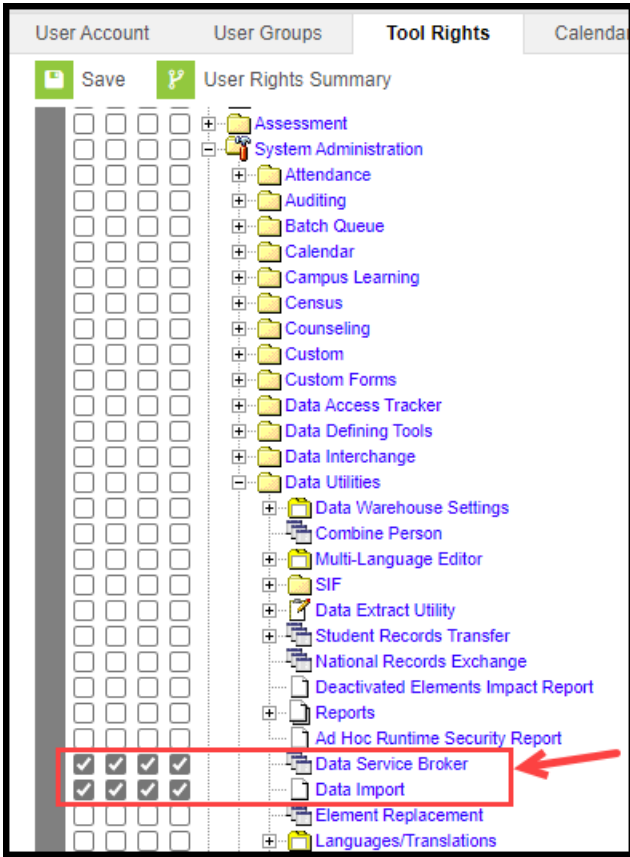 User Account User Groups Tool Rights Calendar
Save User Rights Summary
Assessment
System Administration
Attendance
Auditing
Batch Queue
Calendar
Campus Learning
Census
Counseling
Custom
Custom Forms
Data Access Tracker
Data Defining Tools
Data Interchange
Data Utilities
Data Warehouse Settings
Combine Person
Multi-Language Editor
SIF
Data Extract Utility
Student Records Transfer
National Records Exchange
Deactivated Elements Impact Report
Reports
Ad Hoc Runtime Security Report
Data Service Broker
Data Import
Element Replacement
Languages/Translations